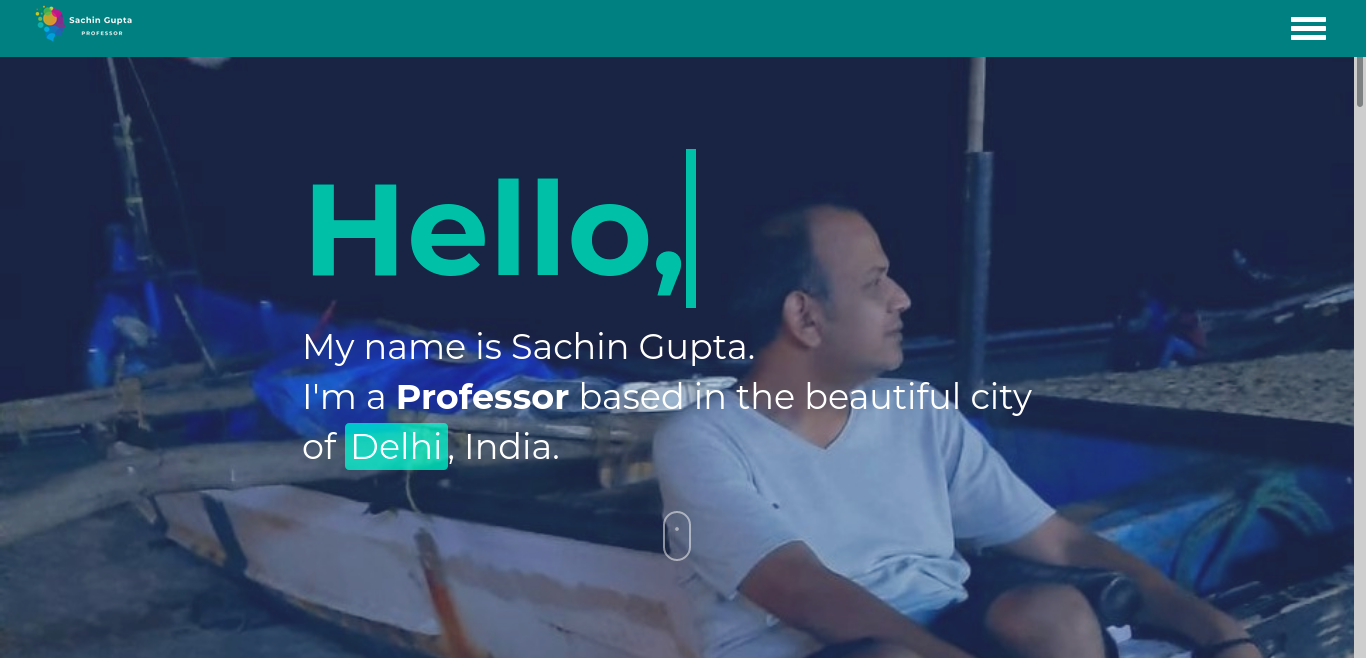 Sachin Gupta
PROFESSOR
Hello,
My name is Sachin Gupta.
I'm a Professor based in the beautiful city
of Delhi, India.